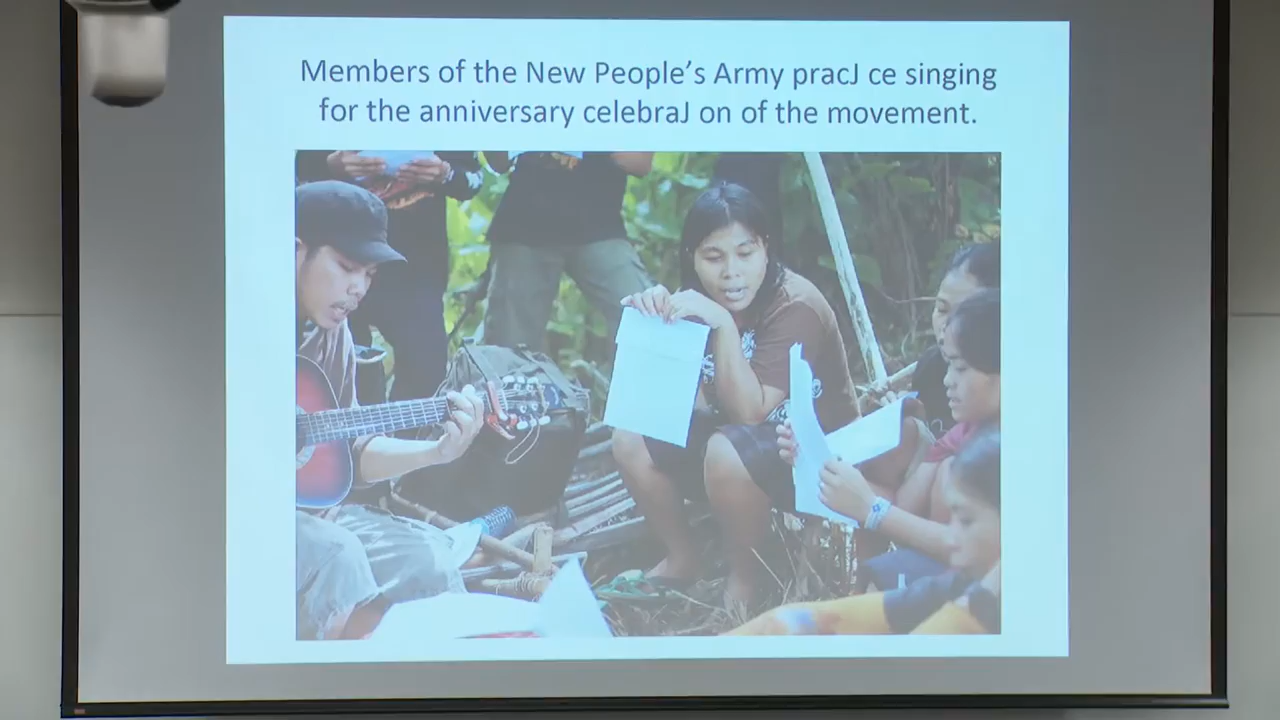 Members of the New People’s Army pracJ ce singing
for the anniversary celebraJ on of the movement.